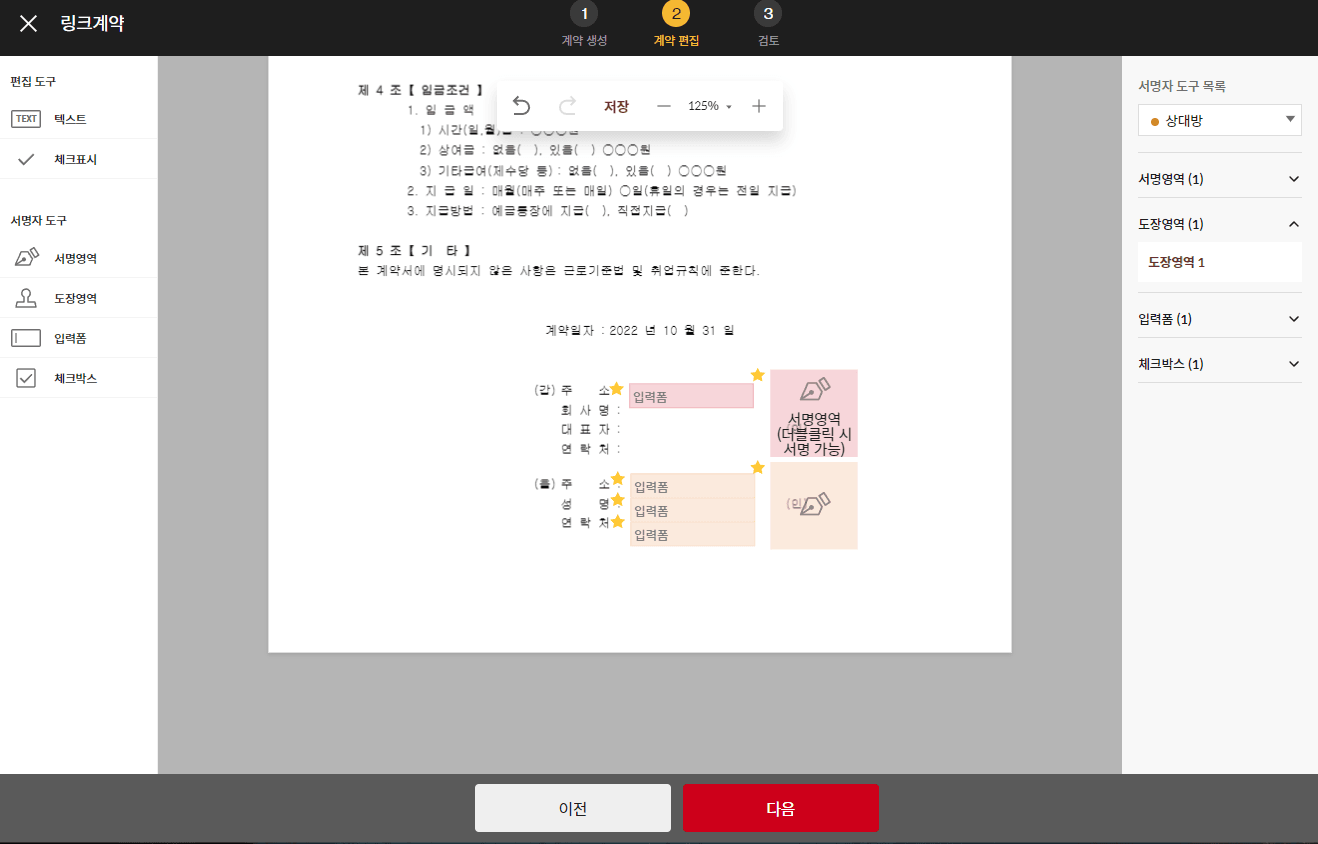 링크계약
1
계약 생성
2
계약 편집
3
검토
편집 도구
TEXT 텍스트
체크표시
서명자 도구
서명영역
도장영역
입력폼
체크박스
저장
125%
제 4 조【 임금조건 】
1. 임 금 액
1) 시간(일,월)
2) 상여금 : 없음( ), 있음( ) ○○○원
3) 기타급여(제수당 등) : 없음( ), 있음( ) ○○○원
2. 지 급 일 : 매월(매주 또는 매일) ○일(휴일의 경우는 전일 지급)
3. 지급방법 : 예금통장에 지급( ), 직접지급( )
제 5 조【 기 타 】
본 계약서에 명시되지 않은 사항은 근로기준법 및 취업규칙에 준한다.
계약일자 : 2022 년 10 월 31 일
(갑) 주 소
입력폼
회 사 명 :
대 표 자 :
연 락 처 :
서명영역
(더블클릭 시
서명 가능)
(을) 주 소 :
입력폼
성 명 :
입력폼
연 락 처
입력폼
(인)
서명자 도구 목록
상대방
서명영역 (1)
도장영역 (1)
도장영역 1
입력폼 (1)
체크박스 (1)
이전
다음